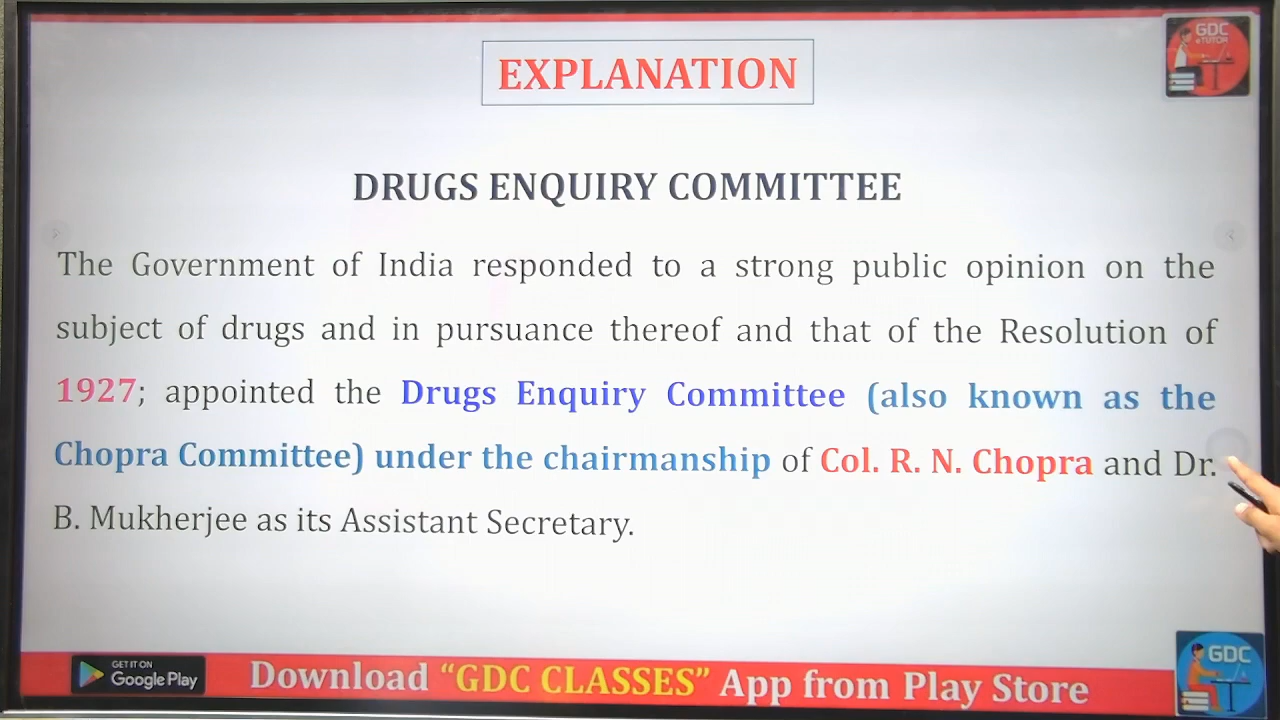 GDC
eTUTOR
EXPLANATION
DRUGS ENQUIRY COMMITTEE
The Government of India responded to a strong public opinion on the
subject of drugs and in pursuance thereof and that of the Resolution of
1927; appointed the Drugs Enquiry Committee (also known as the
Chopra Committee) under the chairmanship of Col. R. N. Chopra and Dr.
B. Mukherjee as its Assistant Secretary.
GET IT ON
Google Play
Download “GDC CLASSES” App from Play Store
GDC